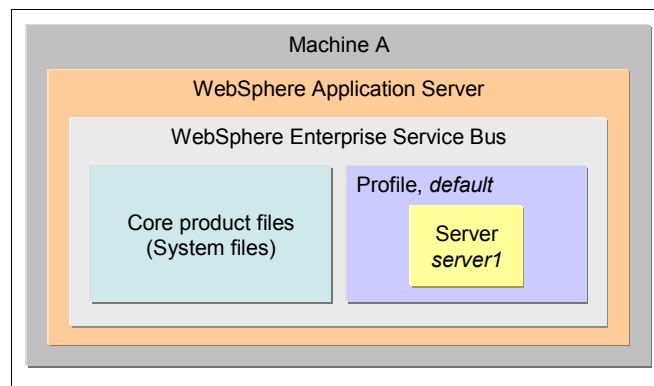 Machine A
WebSphere Application Server
WebSphere Enterprise Service Bus
Core product files
(System files)
Profile, default
Server
server1